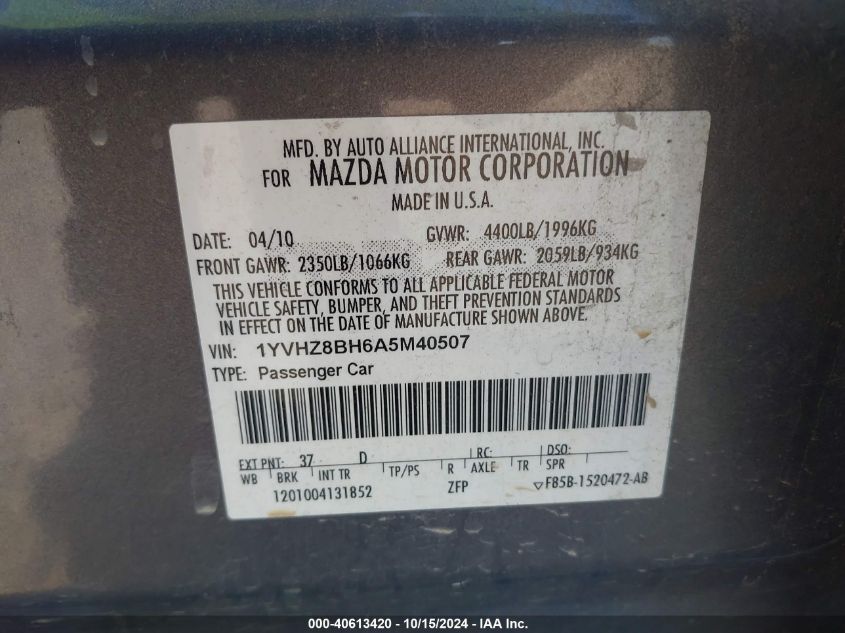 MFD. BY AUTO ALLIANCE INTERNATIONAL, INC.
FOR MAZDA MOTOR CORPORATION
MADE IN U.S.A.
DATE: 04/10 GVWR: 4400LB/1996KG
FRONT GAWR: 2350LB/1066KG REAR GAWR: 2059LB/934KG
THIS VEHICLE CONFORMS TO ALL APPLICABLE FEDERAL MOTOR
VEHICLE SAFETY, BUMPER, AND THEFT PREVENTION STANDARDS
IN EFFECT ON THE DATE OF MANUFACTURE SHOWN ABOVE.
VIN: 1YVHZ8BH6A5M40507
TYPE: Passenger Car
EXT PNT: 37 D RC: DSO:
WB BRK INT TR TP/PS R AXLE TR SPR
1201004131852 ZFP ▽F85B-1520472-AB
000-40613420 - 10/15/2024 - IAA Inc.